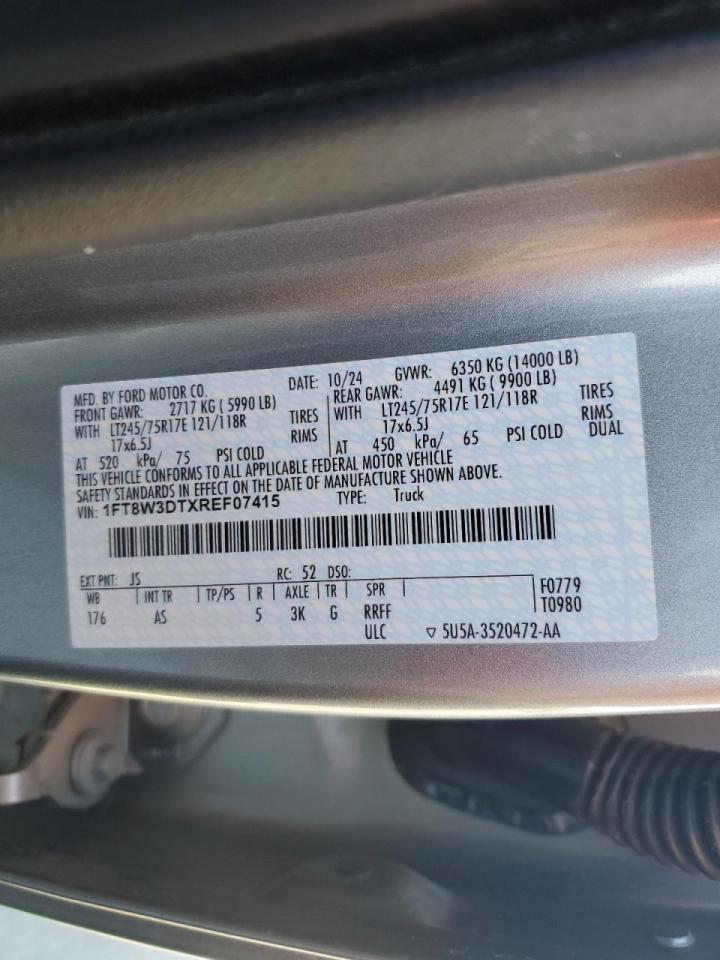 MFD. BY FORD MOTOR CO. DATE: 10/24 GVWR: 6350 KG (14000 LB)
FRONT GAWR: 2717 KG ( 5990 LB) REAR GAWR: 4491 KG ( 9900 LB)
WITH LT245/75R17E 121/118R TIRES WITH LT245/75R17E 121/118R TIRES
17x6.5J RIMS 17x6.5J RIMS
AT 520 kPa/ 75 PSI COLD AT 450 kPa/ 65 PSI COLD DUAL
THIS VEHICLE CONFORMS TO ALL APPLICABLE FEDERAL MOTOR VEHICLE
SAFETY STANDARDS IN EFFECT ON THE DATE OF MANUFACTURE SHOWN ABOVE.
VIN: 1FT8W3DTXREF07415 TYPE: Truck
EXT PNT: JS RC: 52 DSO:
WB INT TR TP/PS R AXLE TR SPR F0779
176 AS 5 3K G RRFF T0980
ULC ▽ 5U5A-3520472-AA